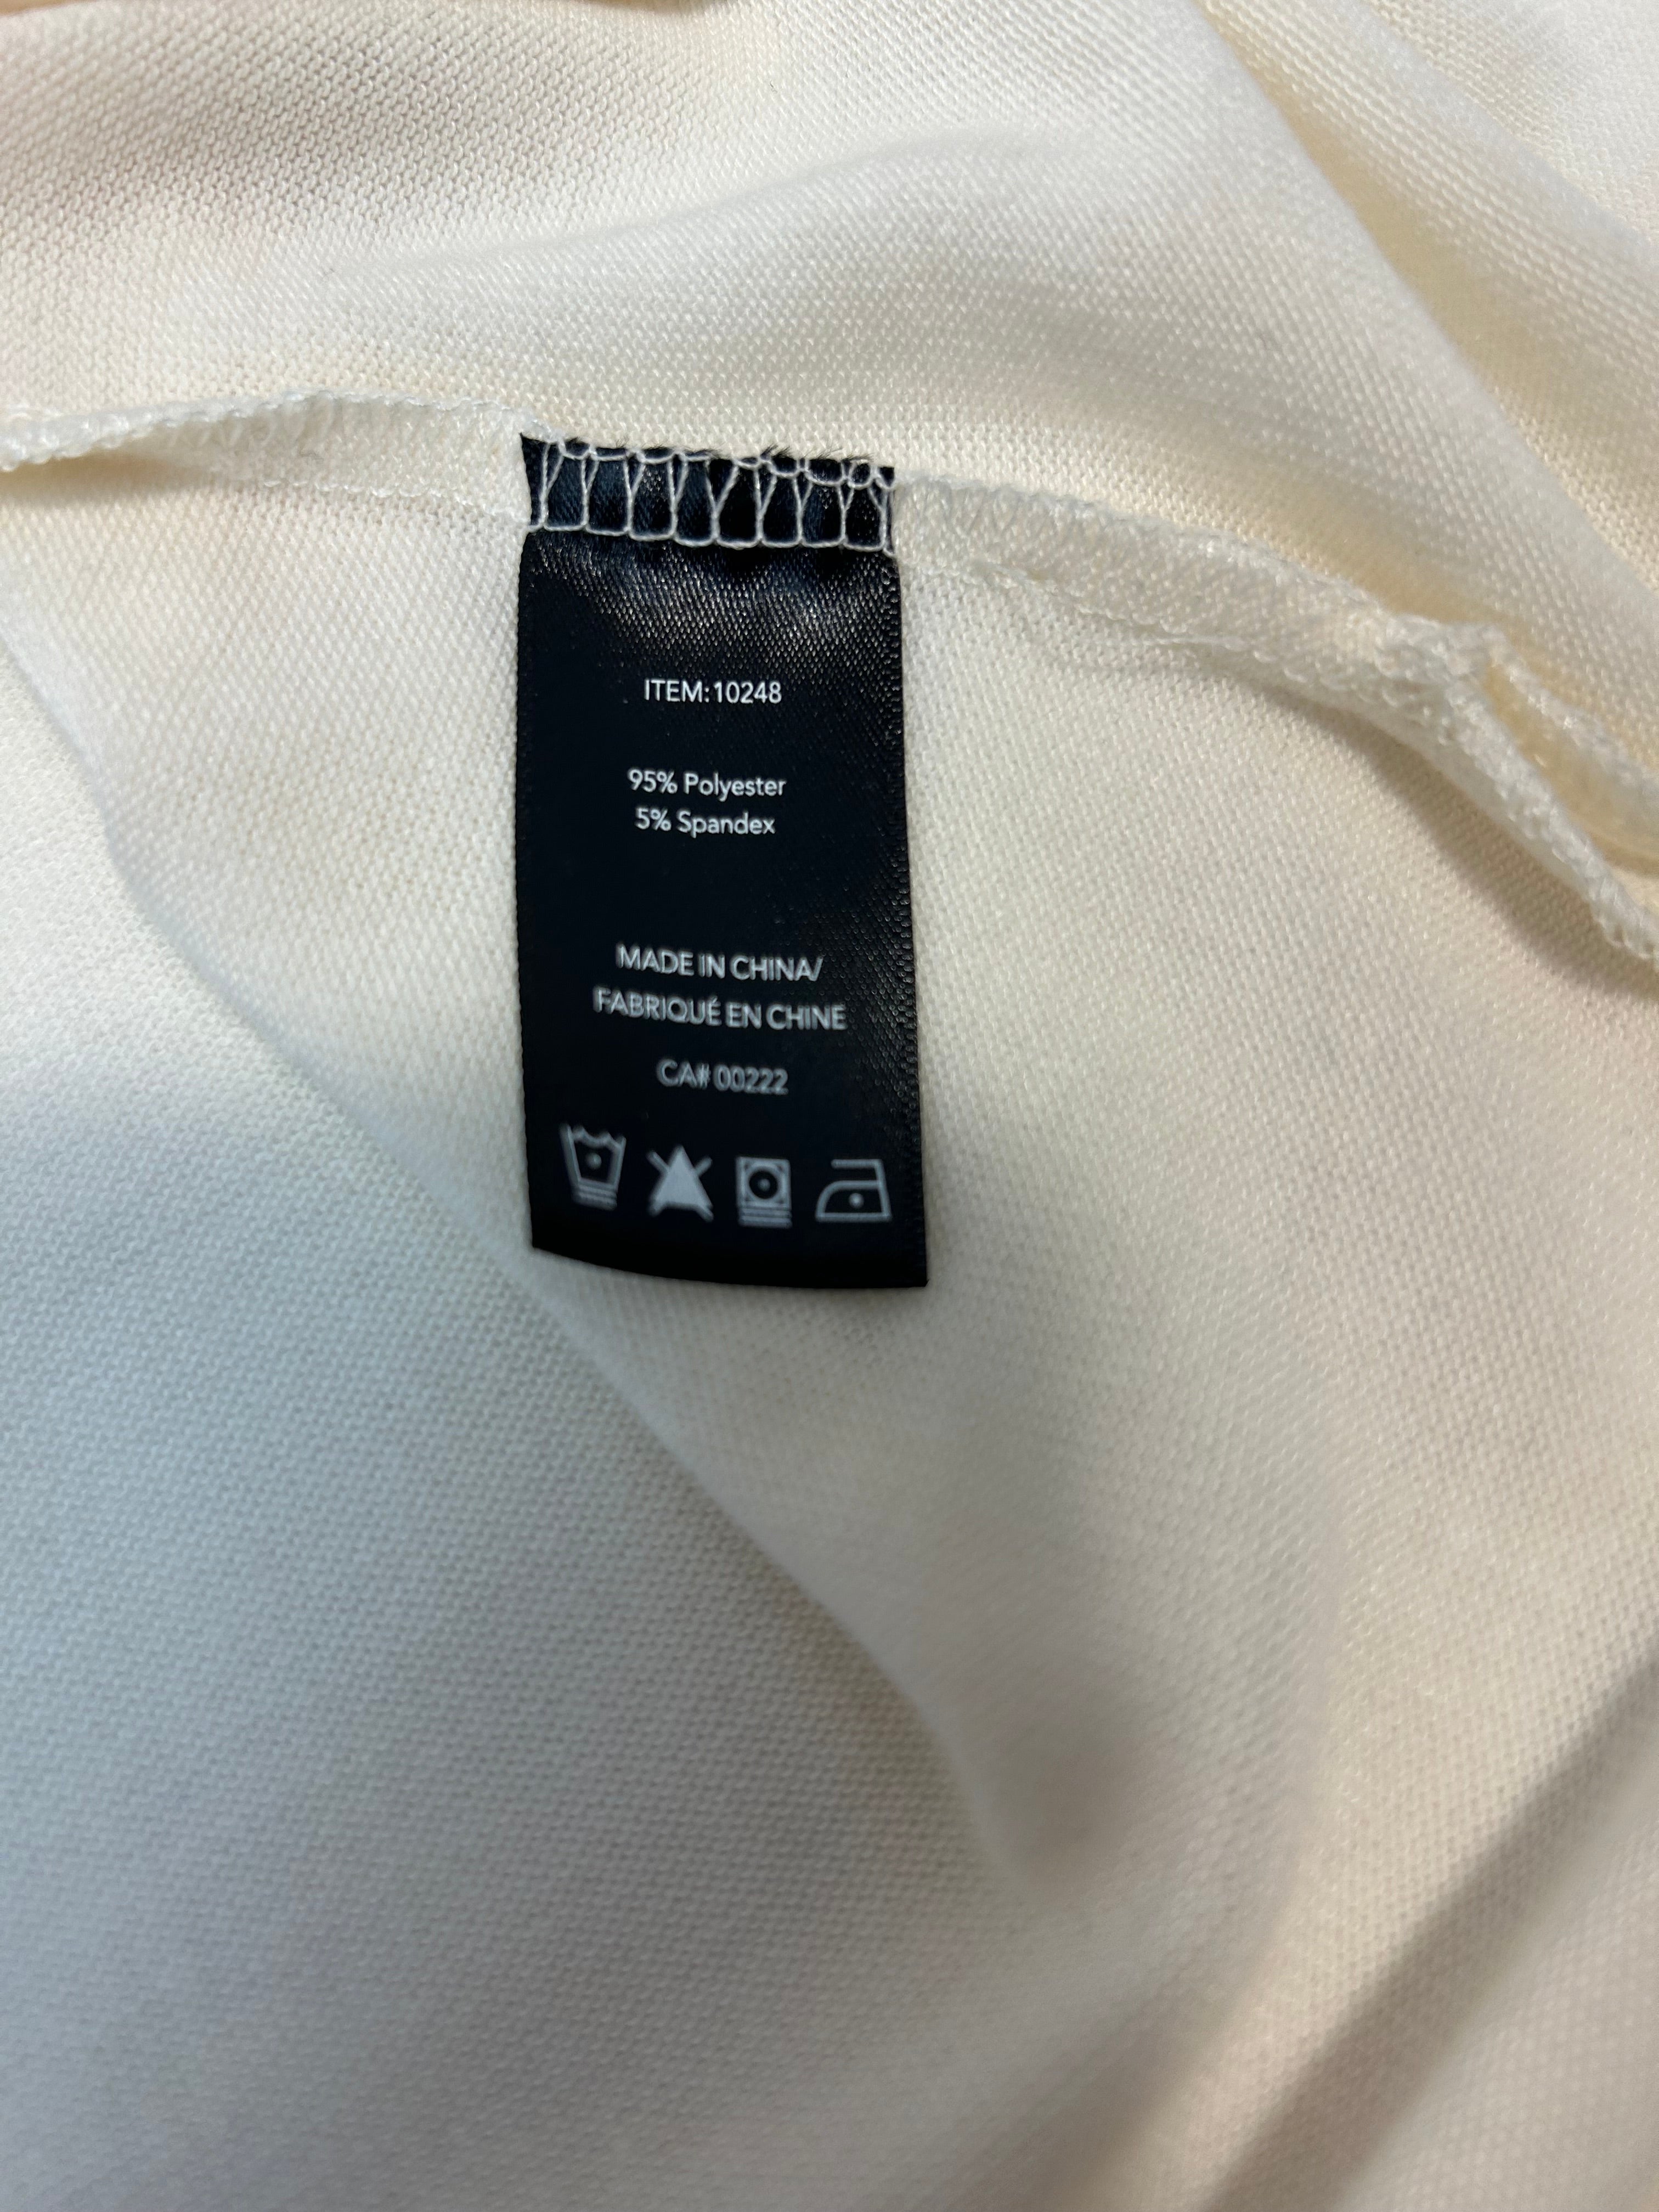 ITEM:10248
95% Polyester
5% Spandex
MADE IN CHINA/
FABRIQUÉ EN CHINE
CA# 00222